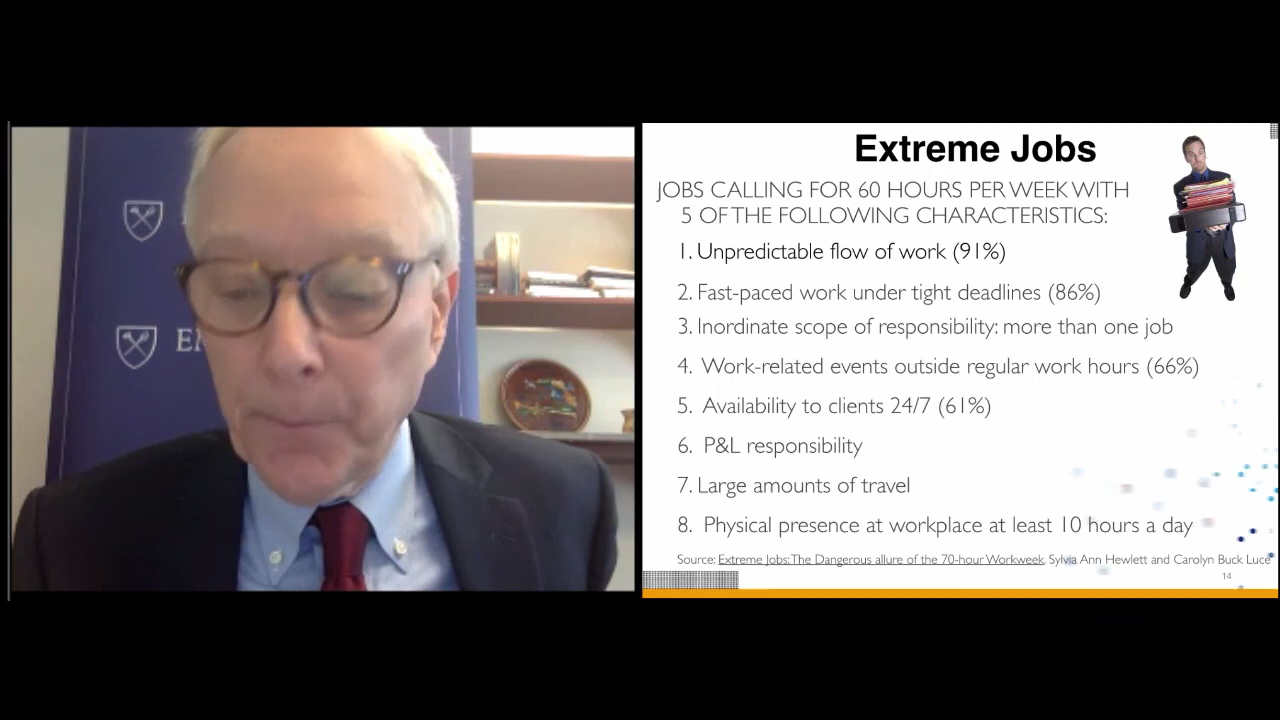 Extreme Jobs
JOBS CALLING FOR 60 HOURS PER WEEK WITH
5 OF THE FOLLOWING CHARACTERISTICS:
1. Unpredictable flow of work (91%)
2. Fast-paced work under tight deadlines (86%)
3. Inordinate scope of responsibility: more than one job
4. Work-related events outside regular work hours (66%)
5. Availability to clients 24/7 (61%)
6. P&L responsibility
7. Large amounts of travel
8. Physical presence at workplace at least 10 hours a day
Source: Extreme Jobs: The Dangerous allure of the 70-hour Workweek, Sylvia Ann Hewlett and Carolyn Buck Luce
14